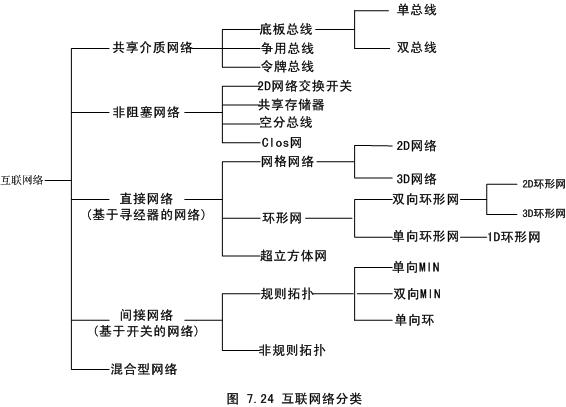 互联网络
共享介质网络
底板总线
单总线
双总线
争用总线
令牌总线
非阻塞网络
2D网络交换开关
共享存储器
空分总线
Clos网
直接网络
(基于寻经器的网络)
网格网络
2D网络
3D网络
环形网
双向环形网
2D环形网
3D环形网
单向环形网
1D环形网
超立方体网
间接网络
(基于开关的网络)
规则拓扑
单向MIN
双向MIN
单向环
非规则拓扑
混合型网络
图 7.24 互联网络分类